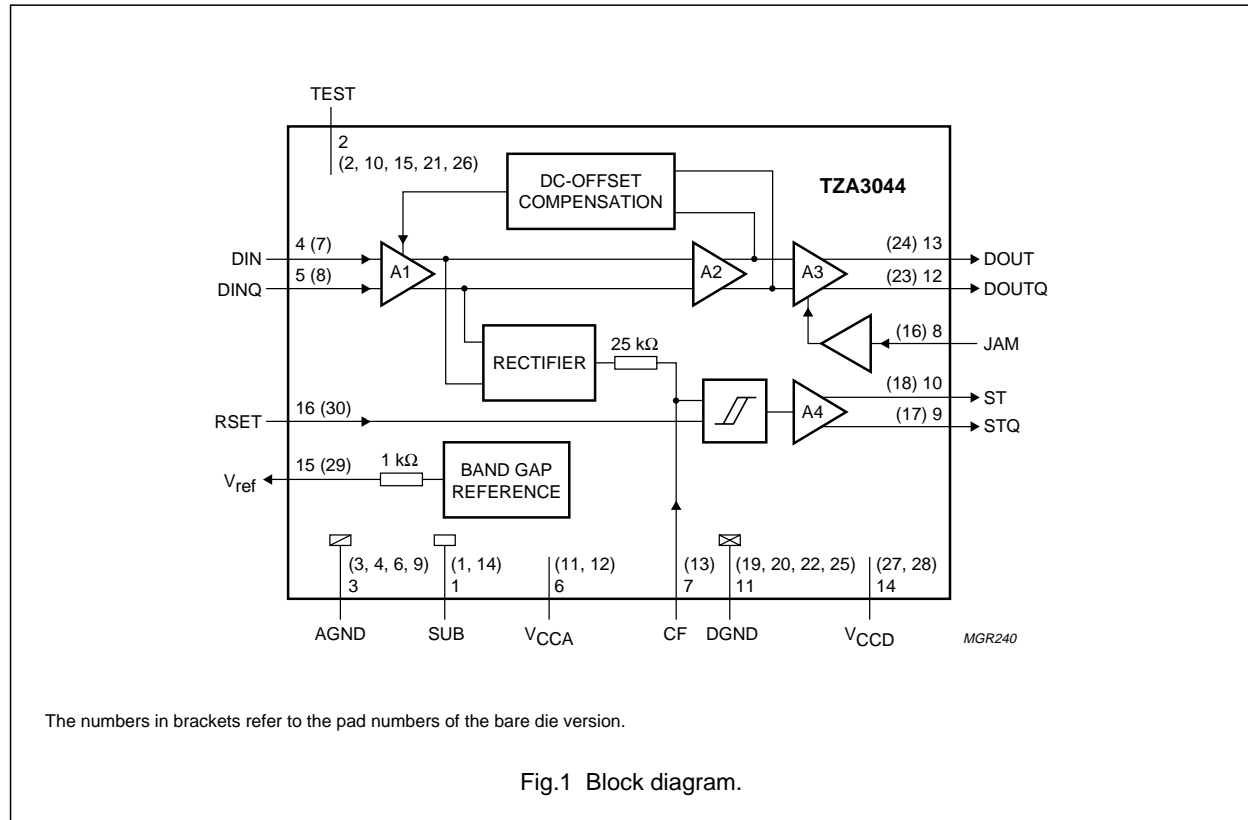 TEST
2
(2, 10, 15, 21, 26)
DC-OFFSET
COMPENSATION
TZA3044
DIN
4 (7)
A1
A2
A3
(24) 13
DOUT
DINQ
5 (8)
(23) 12
DOUTQ
RECTIFIER
25 kΩ
(16) 8
JAM
RSET
16 (30)
A4
(18) 10
ST
(17) 9
STQ
Vref
15 (29)
1 kΩ
BAND GAP
REFERENCE
(3, 4, 6, 9)
3
(1, 14)
1
(11, 12)
6
(13)
7
(19, 20, 22, 25)
11
(27, 28)
14
AGND
SUB
VCCA
CF
DGND
VCCD
MGR240
The numbers in brackets refer to the pad numbers of the bare die version.
Fig.1 Block diagram.